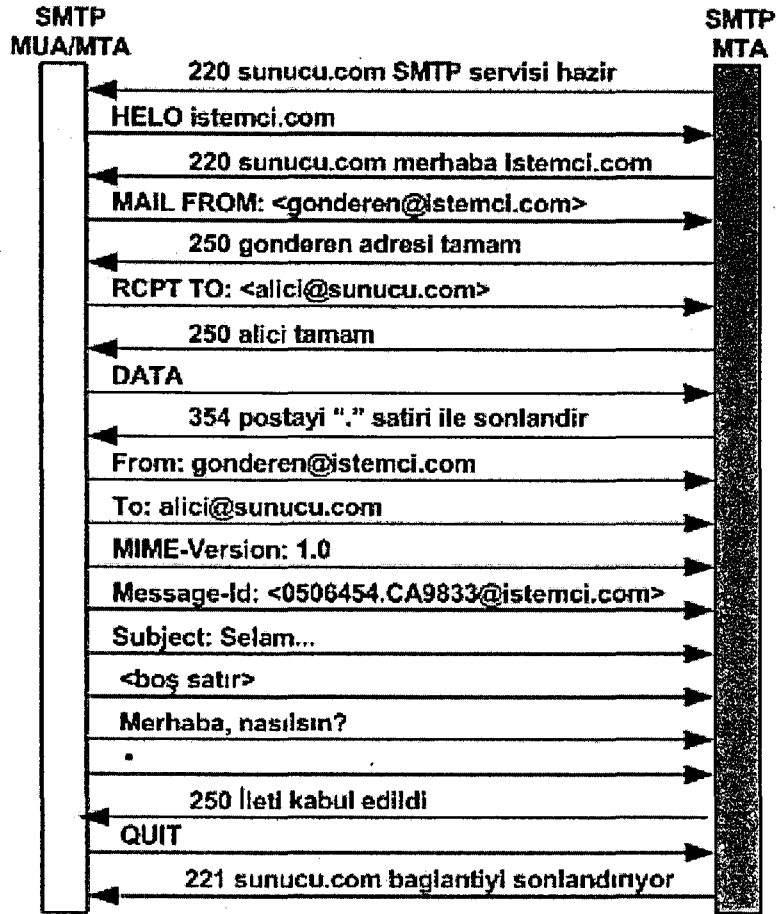 SMTP
MUA/MTA
SMTP
MTA
220 sunucu.com SMTP servisi hazir
HELO istemci.com
220 sunucu.com merhaba istemci.com
MAIL FROM: <gonderen@istemci.com>
250 gonderen adresi tamam
RCPT TO: <alici@sunucu.com>
250 alici tamam
DATA
354 postayi “.” satiri ile sonlandir
From: gonderen@istemci.com
To: alici@sunucu.com
MIME-Version: 1.0
Message-Id: <0506454.CA9833@istemci.com>
Subject: Selam...
<boş satır>
Merhaba, nasılsın?
.
250 İleti kabul edildi
QUIT
221 sunucu.com baglantiyi sonlandırıyor